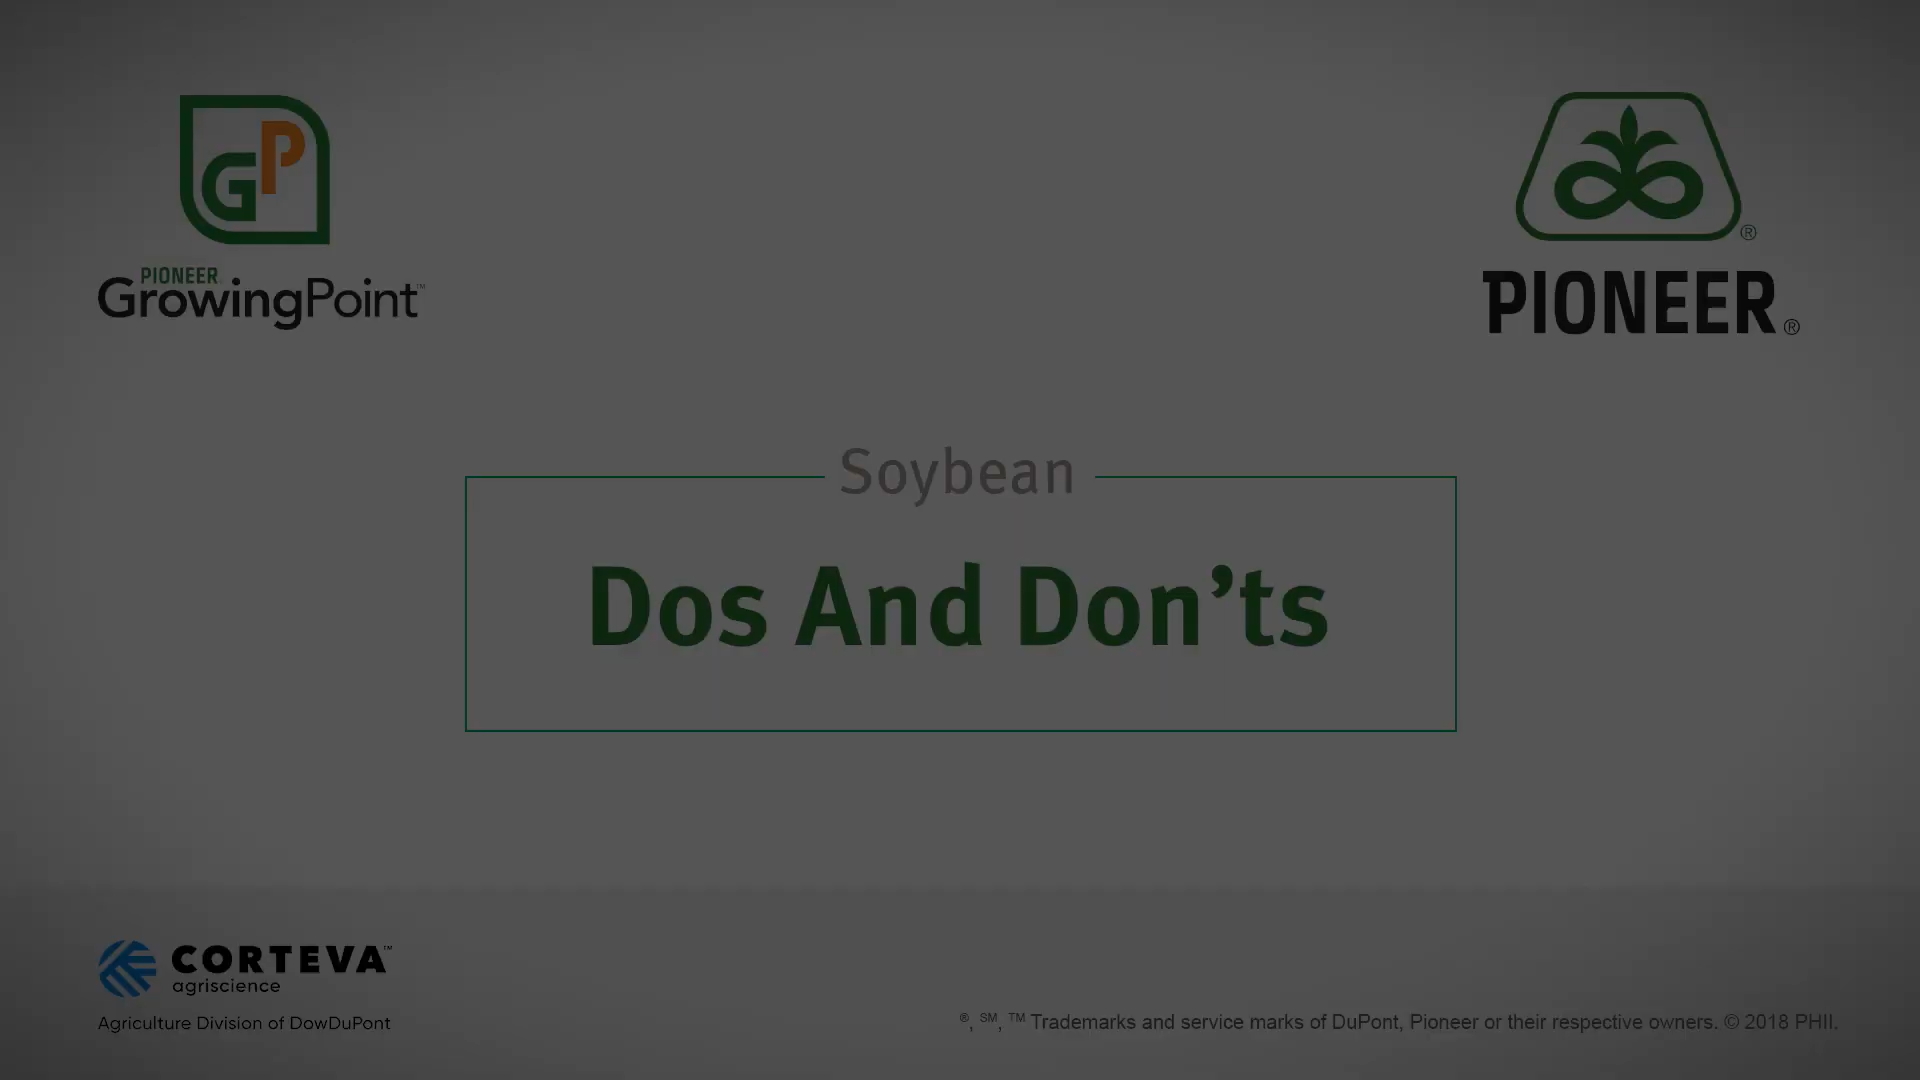 GP
PIONEER
GrowingPoint™
®
PIONEER®
Soybean
Dos And Don’ts
CORTEVA™
agriscience
Agriculture Division of DowDuPont
®, SM, TM Trademarks and service marks of DuPont, Pioneer or their respective owners. © 2018 PHII.